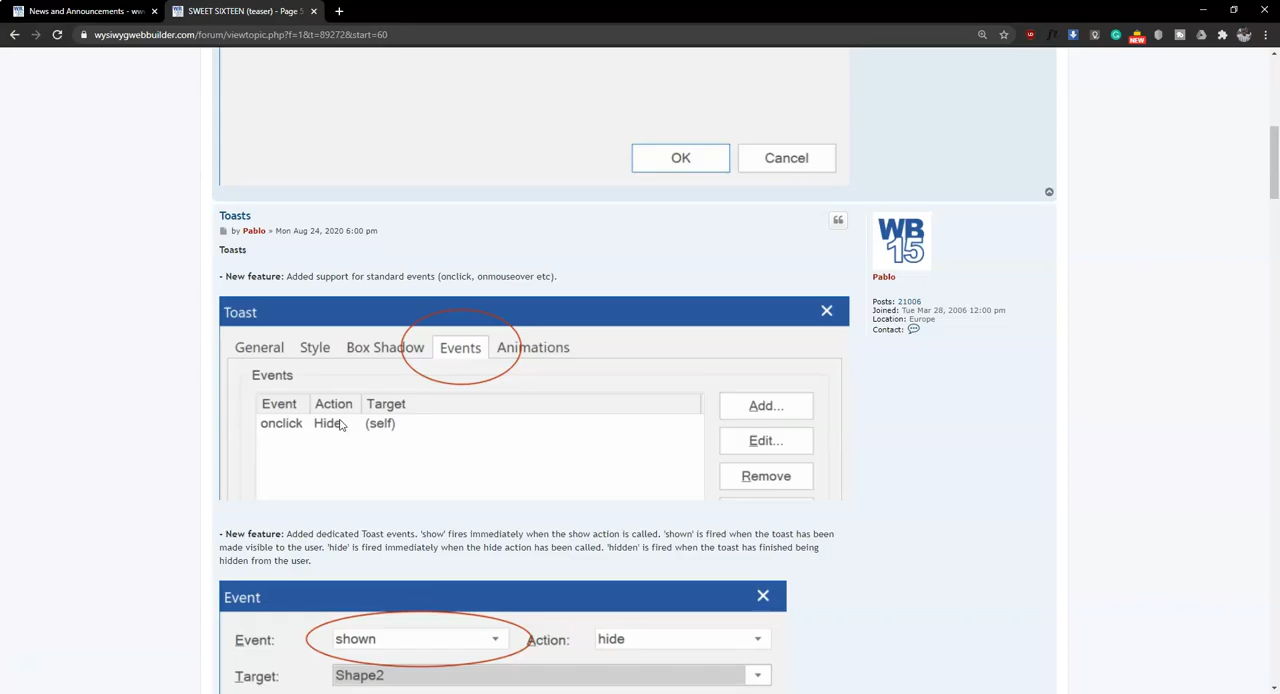 News and Announcements - ww
SWEET SIXTEEN (teaser) - Page 5
wysiwygwebbuilder.com/forum/viewtopic.php?f=1&t=89272&start=60
NEW
OK
Cancel
Toasts
by Pablo » Mon Aug 24, 2020 6:00 pm
WB
15
Pablo
Posts: 21006
Joined: Tue Mar 28, 2006 12:00 pm
Location: Europe
Contact:
Toasts
- New feature: Added support for standard events (onclick, onmouseover etc).
Toast
General
Style
Box Shadow
Events
Animations
Events
Event
Action
Target
onclick
Hide
(self)
Add...
Edit...
Remove
- New feature: Added dedicated Toast events. 'show' fires immediately when the show action is called. 'shown' is fired when the toast has been
made visible to the user. 'hide' is fired immediately when the hide action has been called. 'hidden' is fired when the toast has finished being
hidden from the user.
Event
Event:
shown
Action:
hide
Target:
Shape2